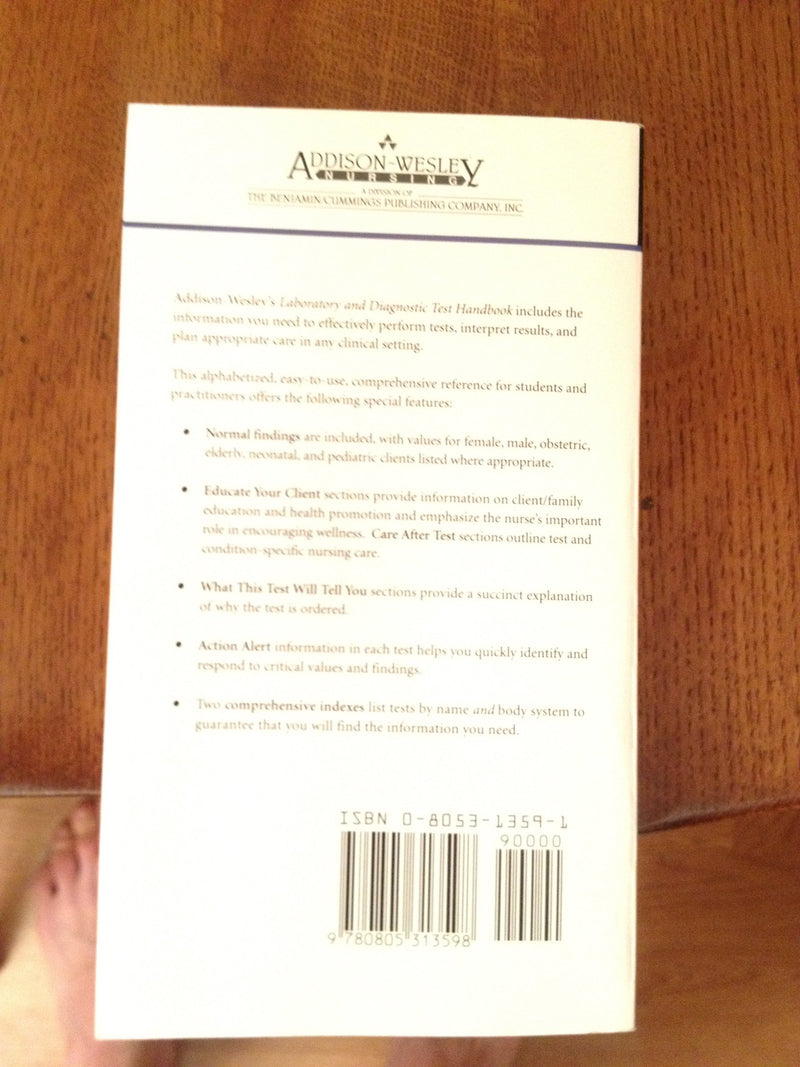 ADDISON-WESLEY
NURSING
A DIVISION OF
THE BENJAMIN/CUMMINGS PUBLISHING COMPANY, INC.
Addison-Wesley's Laboratory and Diagnostic Test Handbook includes the
information you need to effectively perform tests, interpret results, and
plan appropriate care in any clinical setting.
This alphabetized, easy-to-use, comprehensive reference for students and
practitioners offers the following special features:
• Normal findings are included, with values for female, male, obstetric,
elderly, neonatal, and pediatric clients listed where appropriate.
• Educate Your Client sections provide information on client/family
education and health promotion and emphasize the nurse's important
role in encouraging wellness. Care After Test sections outline test and
condition-specific nursing care.
• What This Test Will Tell You sections provide a succinct explanation
of why the test is ordered.
• Action Alert information in each test helps you quickly identify and
respond to critical values and findings.
• Two comprehensive indexes list tests by name and body system to
guarantee that you will find the information you need.
ISBN 0-8053-1359-1
90000
9 780805 313598